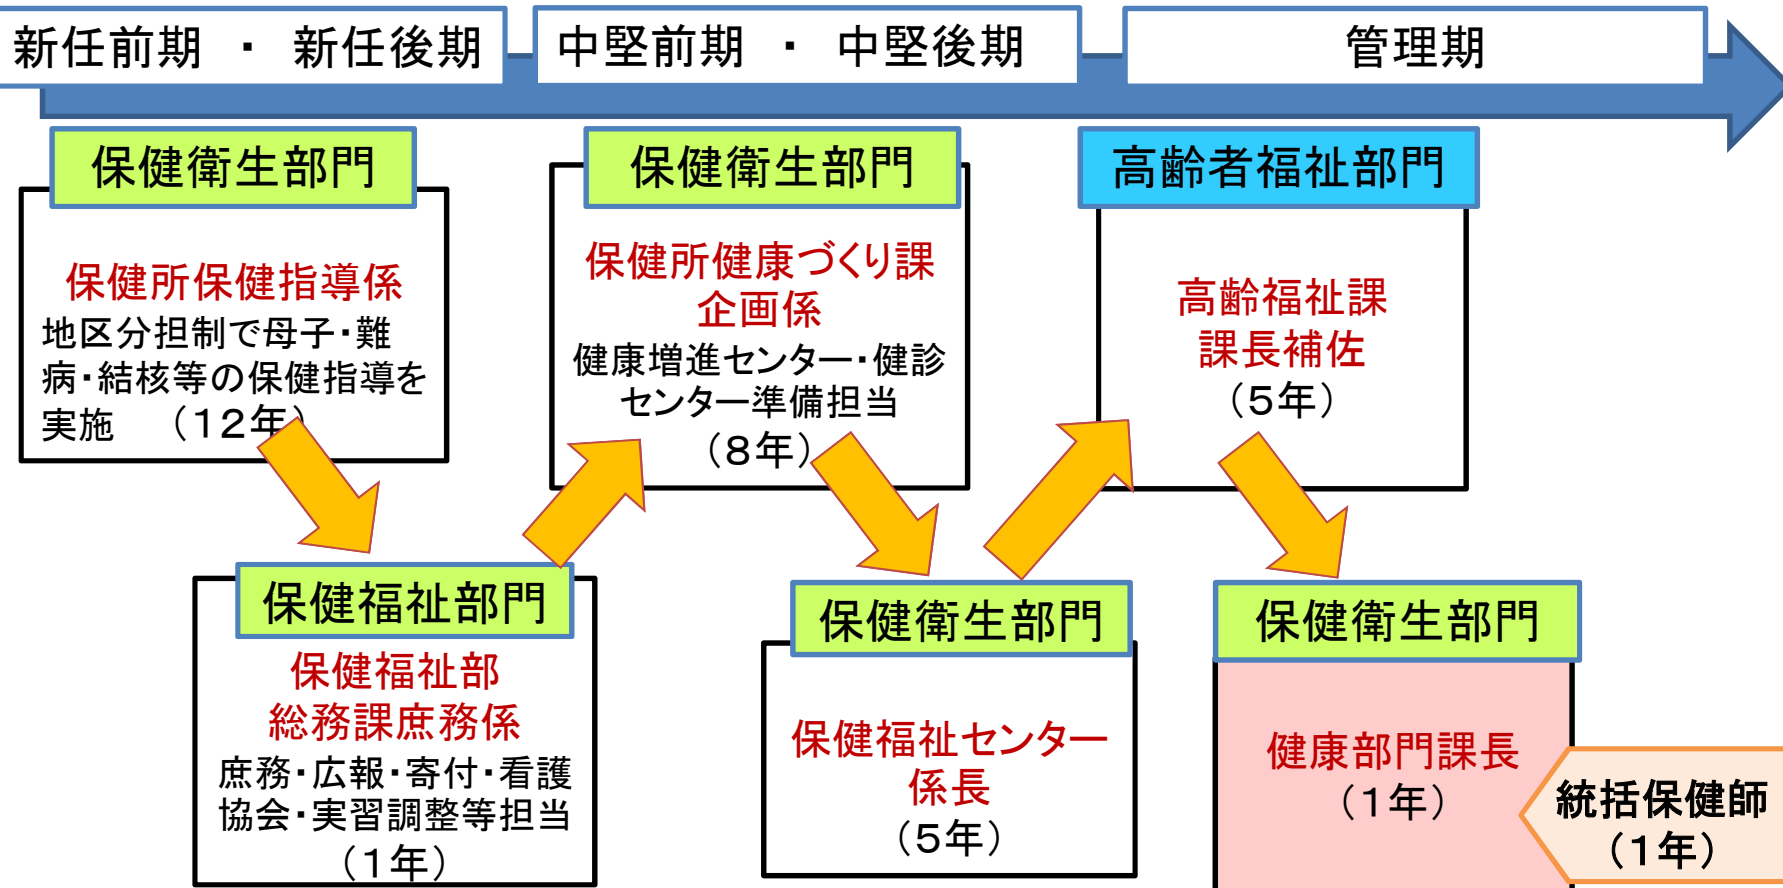 新任前期 ・ 新任後期
中堅前期 ・ 中堅後期
管理期
保健衛生部門
保健所保健指導係
地区分担制で母子・難
病・結核等の保健指導を
実施 （12年）
保健福祉部門
保健福祉部
総務課庶務係
庶務・広報・寄付・看護
協会・実習調整等担当
（1年）
保健衛生部門
保健所健康づくり課
企画係
健康増進センター・健診
センター準備担当
（8年）
保健衛生部門
保健福祉センター
係長
（5年）
高齢者福祉部門
高齢福祉課
課長補佐
（5年）
保健衛生部門
健康部門課長
（1年）
統括保健師
（1年）